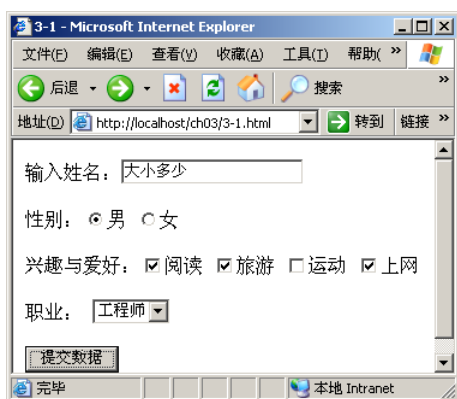 3-1 - Microsoft Internet Explorer
文件(F) 编辑(E) 查看(V) 收藏(A) 工具(T) 帮助( »
后退 搜索 »
地址(D) http://localhost/ch03/3-1.html 转到 链接 »
输入姓名：大小多少
性别： 男 女
兴趣与爱好： 阅读 旅游 运动 上网
职业： 工程师
提交数据
完毕 本地 Intranet